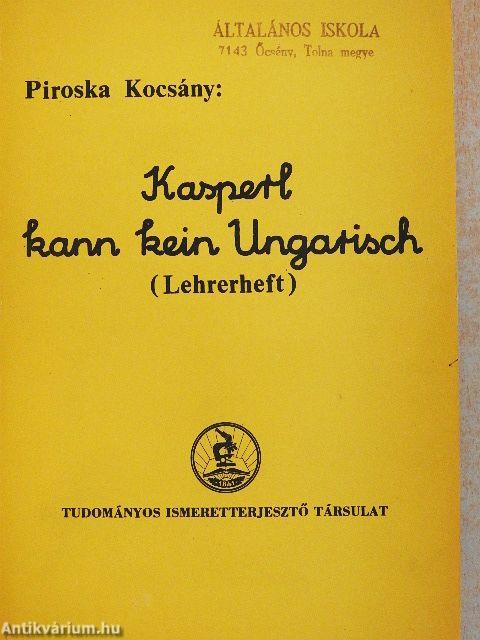 ÁLTALÁNOS ISKOLA
7143 Őcsény, Tolna megye
Piroska Kocsány:
Kasperl
kann kein Ungarisch
(Lehrerheft)
1841
TUDOMÁNYOS ISMERETTERJESZTŐ TÁRSULAT
Antikvárium.hu